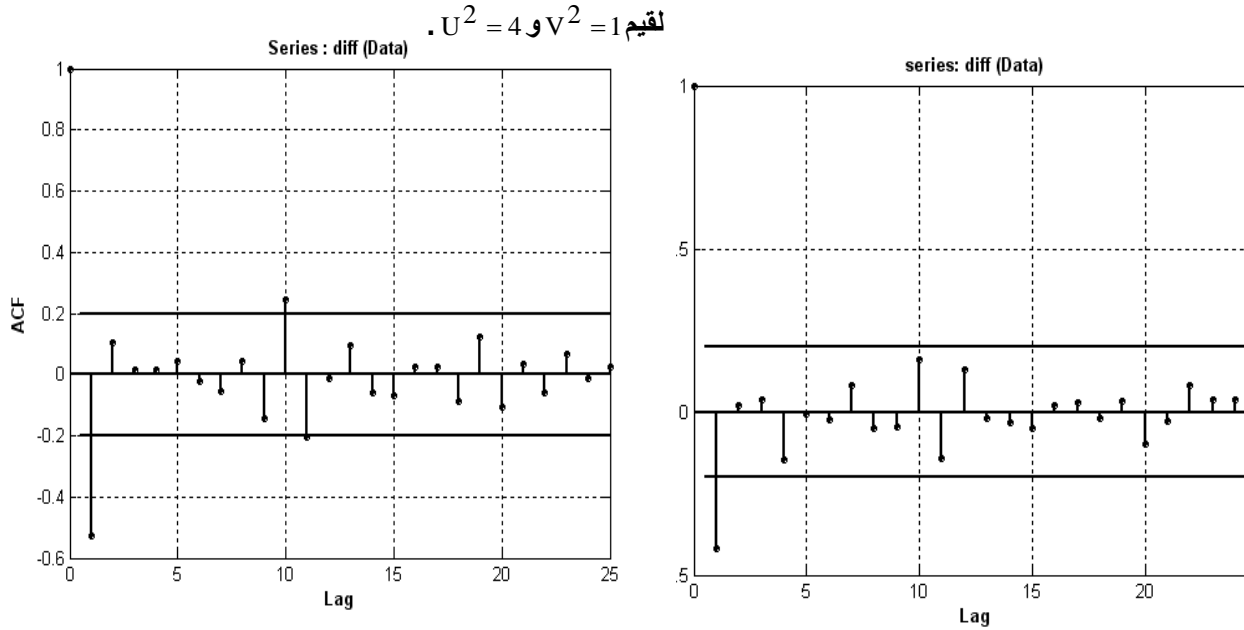 لقيم V² =1 و U² = 4 .
Series : diff (Data)
1
0.8
0.6
0.4
0.2
0
-0.2
-0.4
-0.6
ACF
0 5 10 15 20 25
Lag
series: diff (Data)
1
.5
0
.5
0 5 10 15 20
Lag